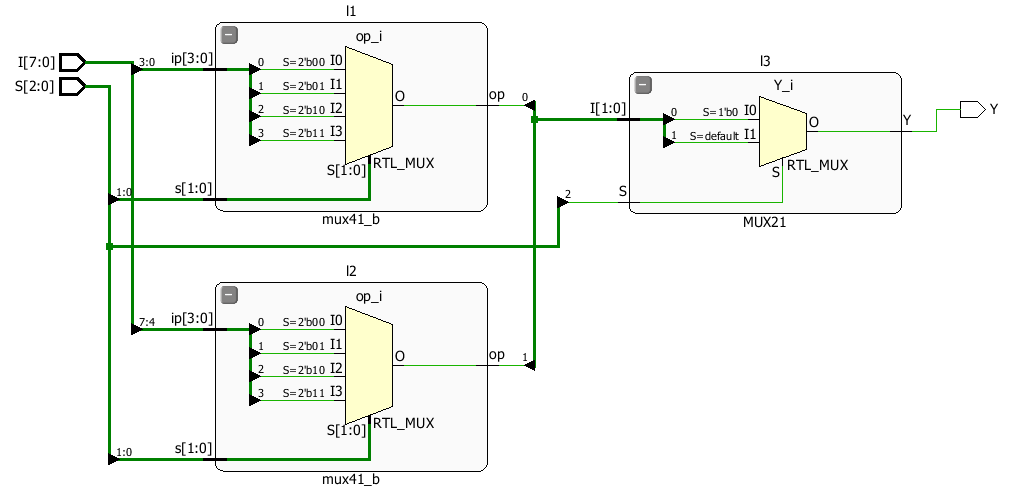 l1
op_i
I[7:0]
S[2:0]
3:0
ip[3:0]
0 S=2'b00 I0
1 S=2'b01 I1
2 S=2'b10 I2
3 S=2'b11 I3
O
op
0
S[1:0]
RTL_MUX
1:0
s[1:0]
mux41_b
l3
Y_i
I[1:0]
0 S=1'b0 I0
1 S=default I1
O
Y
Y
S
RTL_MUX
2
S
MUX21
l2
op_i
7:4
ip[3:0]
0 S=2'b00 I0
1 S=2'b01 I1
2 S=2'b10 I2
3 S=2'b11 I3
O
op
1
S[1:0]
RTL_MUX
1:0
s[1:0]
mux41_b